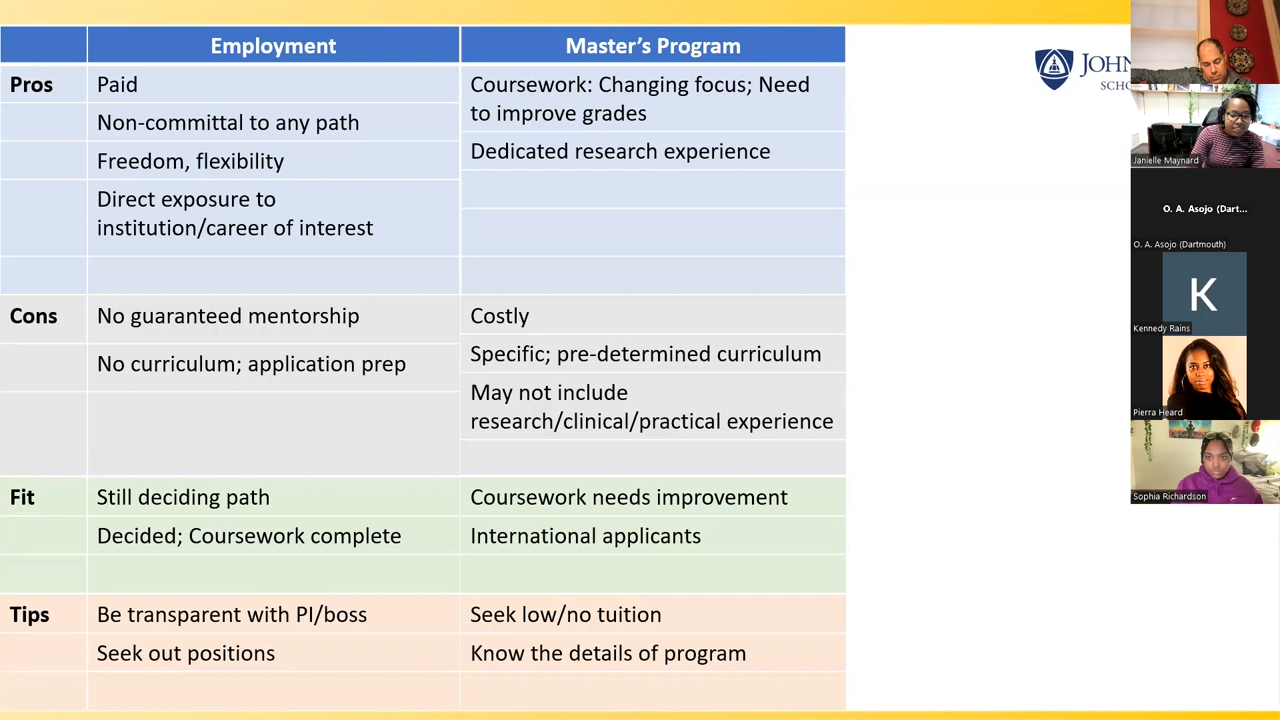 Employment
Master's Program
Pros
Paid
Non-committal to any path
Freedom, flexibility
Direct exposure to
institution/career of interest
Coursework: Changing focus; Need
to improve grades
Dedicated research experience
Cons
No guaranteed mentorship
No curriculum; application prep
Costly
Specific; pre-determined curriculum
May not include
research/clinical/practical experience
Fit
Still deciding path
Decided; Coursework complete
Coursework needs improvement
International applicants
Tips
Be transparent with PI/boss
Seek out positions
Seek low/no tuition
Know the details of program
JOHN
SCHO
Janielle Maynard
O. A. Asojo (Dart...
O. A. Asojo (Dartmouth)
K
Kennedy Rains
Pierra Heard
Sophia Richardson